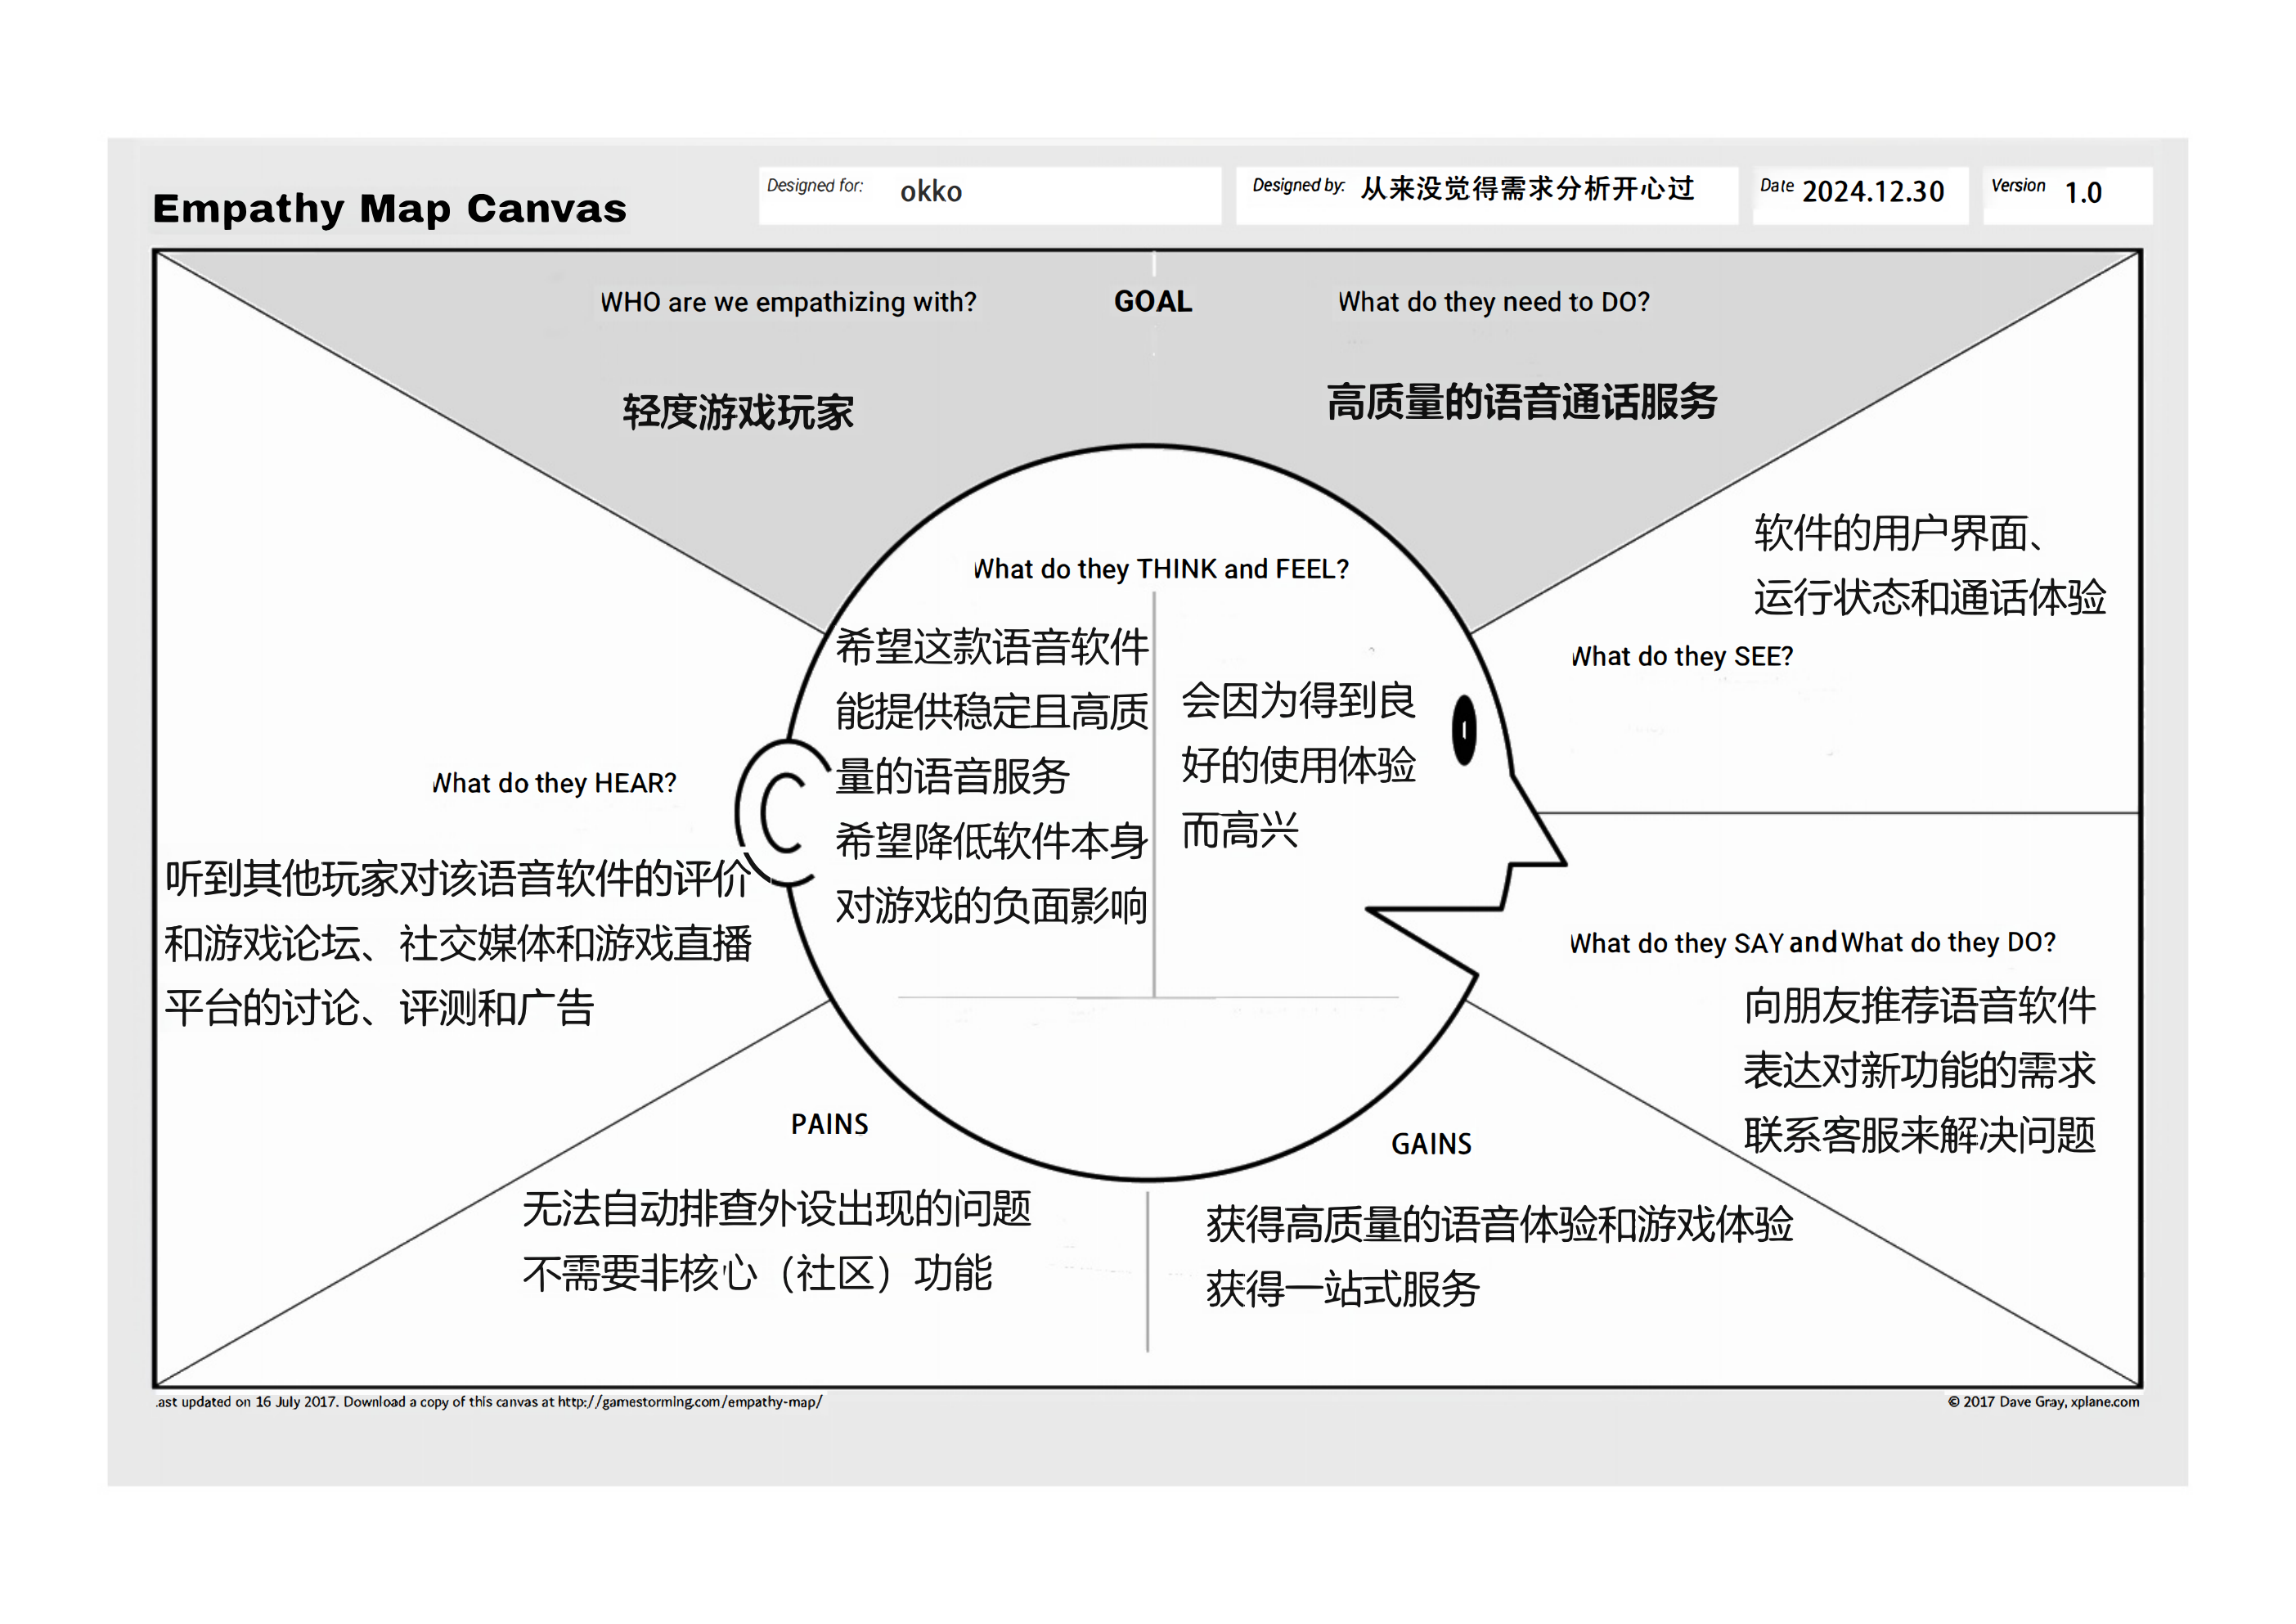 Empathy Map Canvas
Designed for: okko
Designed by: 从来没觉得需求分析开心过
Date 2024.12.30
Version 1.0
WHO are we empathizing with?
GOAL
What do they need to DO?
轻度游戏玩家
高质量的语音通话服务
What do they THINK and FEEL?
希望这款语音软件
能提供稳定且高质
量的语音服务
希望降低软件本身
对游戏的负面影响
会因为得到良
好的使用体验
而高兴
软件的用户界面、
运行状态和通话体验
What do they SEE?
What do they HEAR?
听到其他玩家对该语音软件的评价
和游戏论坛、社交媒体和游戏直播
平台的讨论、评测和广告
What do they SAY and What do they DO?
向朋友推荐语音软件
表达对新功能的需求
联系客服来解决问题
PAINS
无法自动排查外设出现的问题
不需要非核心（社区）功能
GAINS
获得高质量的语音体验和游戏体验
获得一站式服务
ast updated on 16 July 2017. Download a copy of this canvas at http://gamestorming.com/empathy-map/
© 2017 Dave Gray, xplane.com